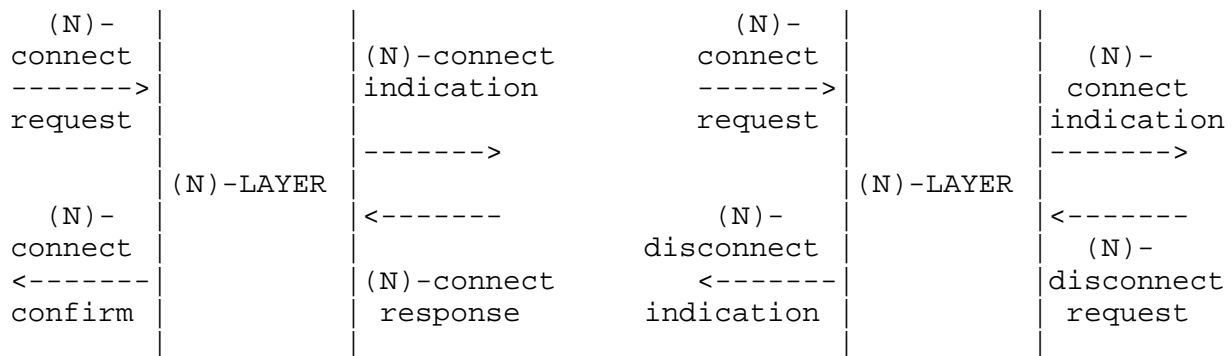 (N)- | | (N)- | |
connect | |(N)-connect connect | | (N)-
------->| |indication ------->| | connect
request | | request | |indication
| |-------> | |------->
|(N)-LAYER | |(N)-LAYER |
(N)- | |<------- (N)- | |<-------
connect | | disconnect | | (N)-
<-------| |(N)-connect <-------| |disconnect
confirm | | response indication | | request
| | | |